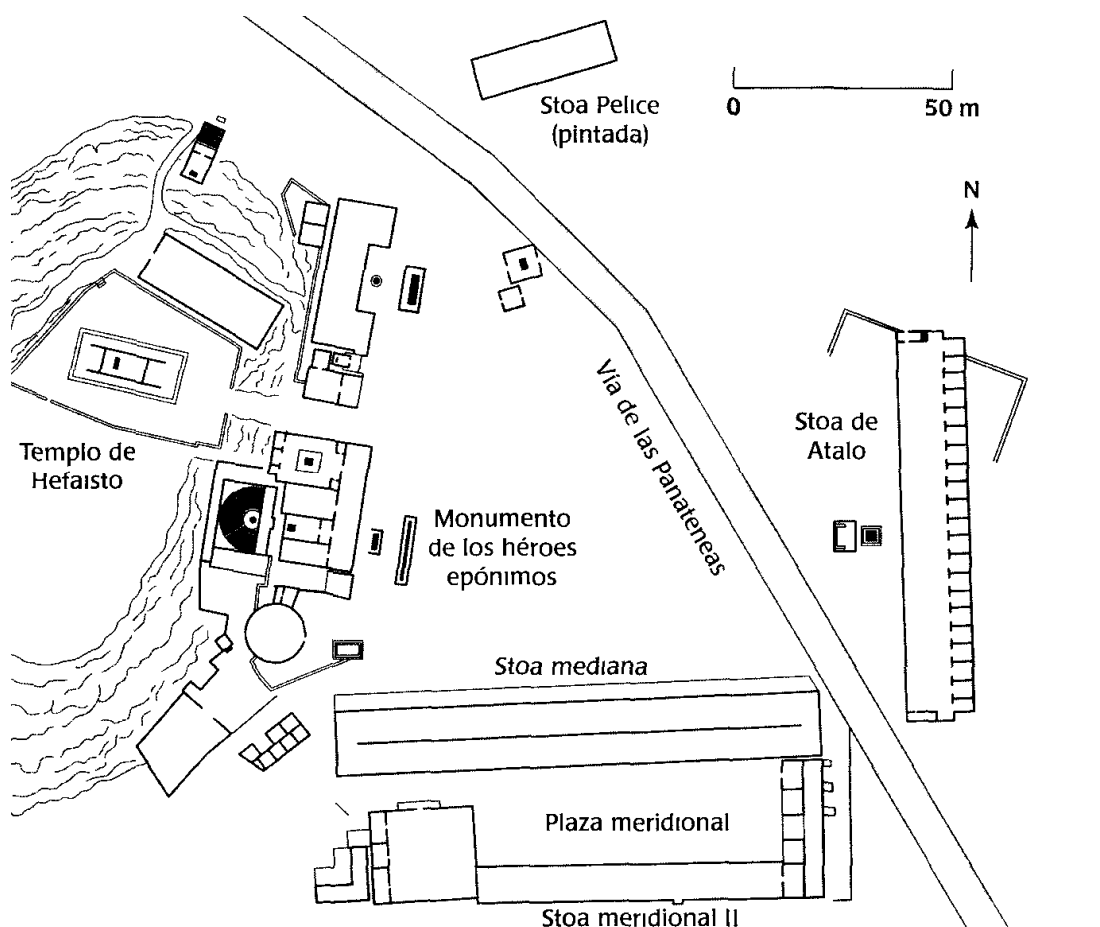 Stoa Pelice
(pintada)
0
50 m
N
Vía de las Panateneas
Stoa de
Atalo
Templo de
Hefaisto
Monumento
de los héroes
epónimos
Stoa mediana
Plaza meridional
Stoa meridional II